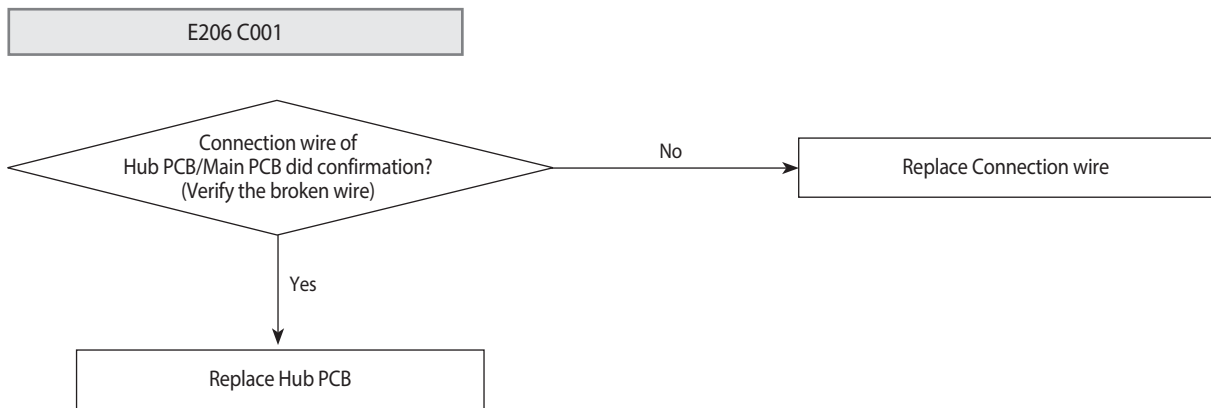 E206 C001
Connection wire of
Hub PCB/Main PCB did confirmation?
(Verify the broken wire)
No
Replace Connection wire
Yes
Replace Hub PCB